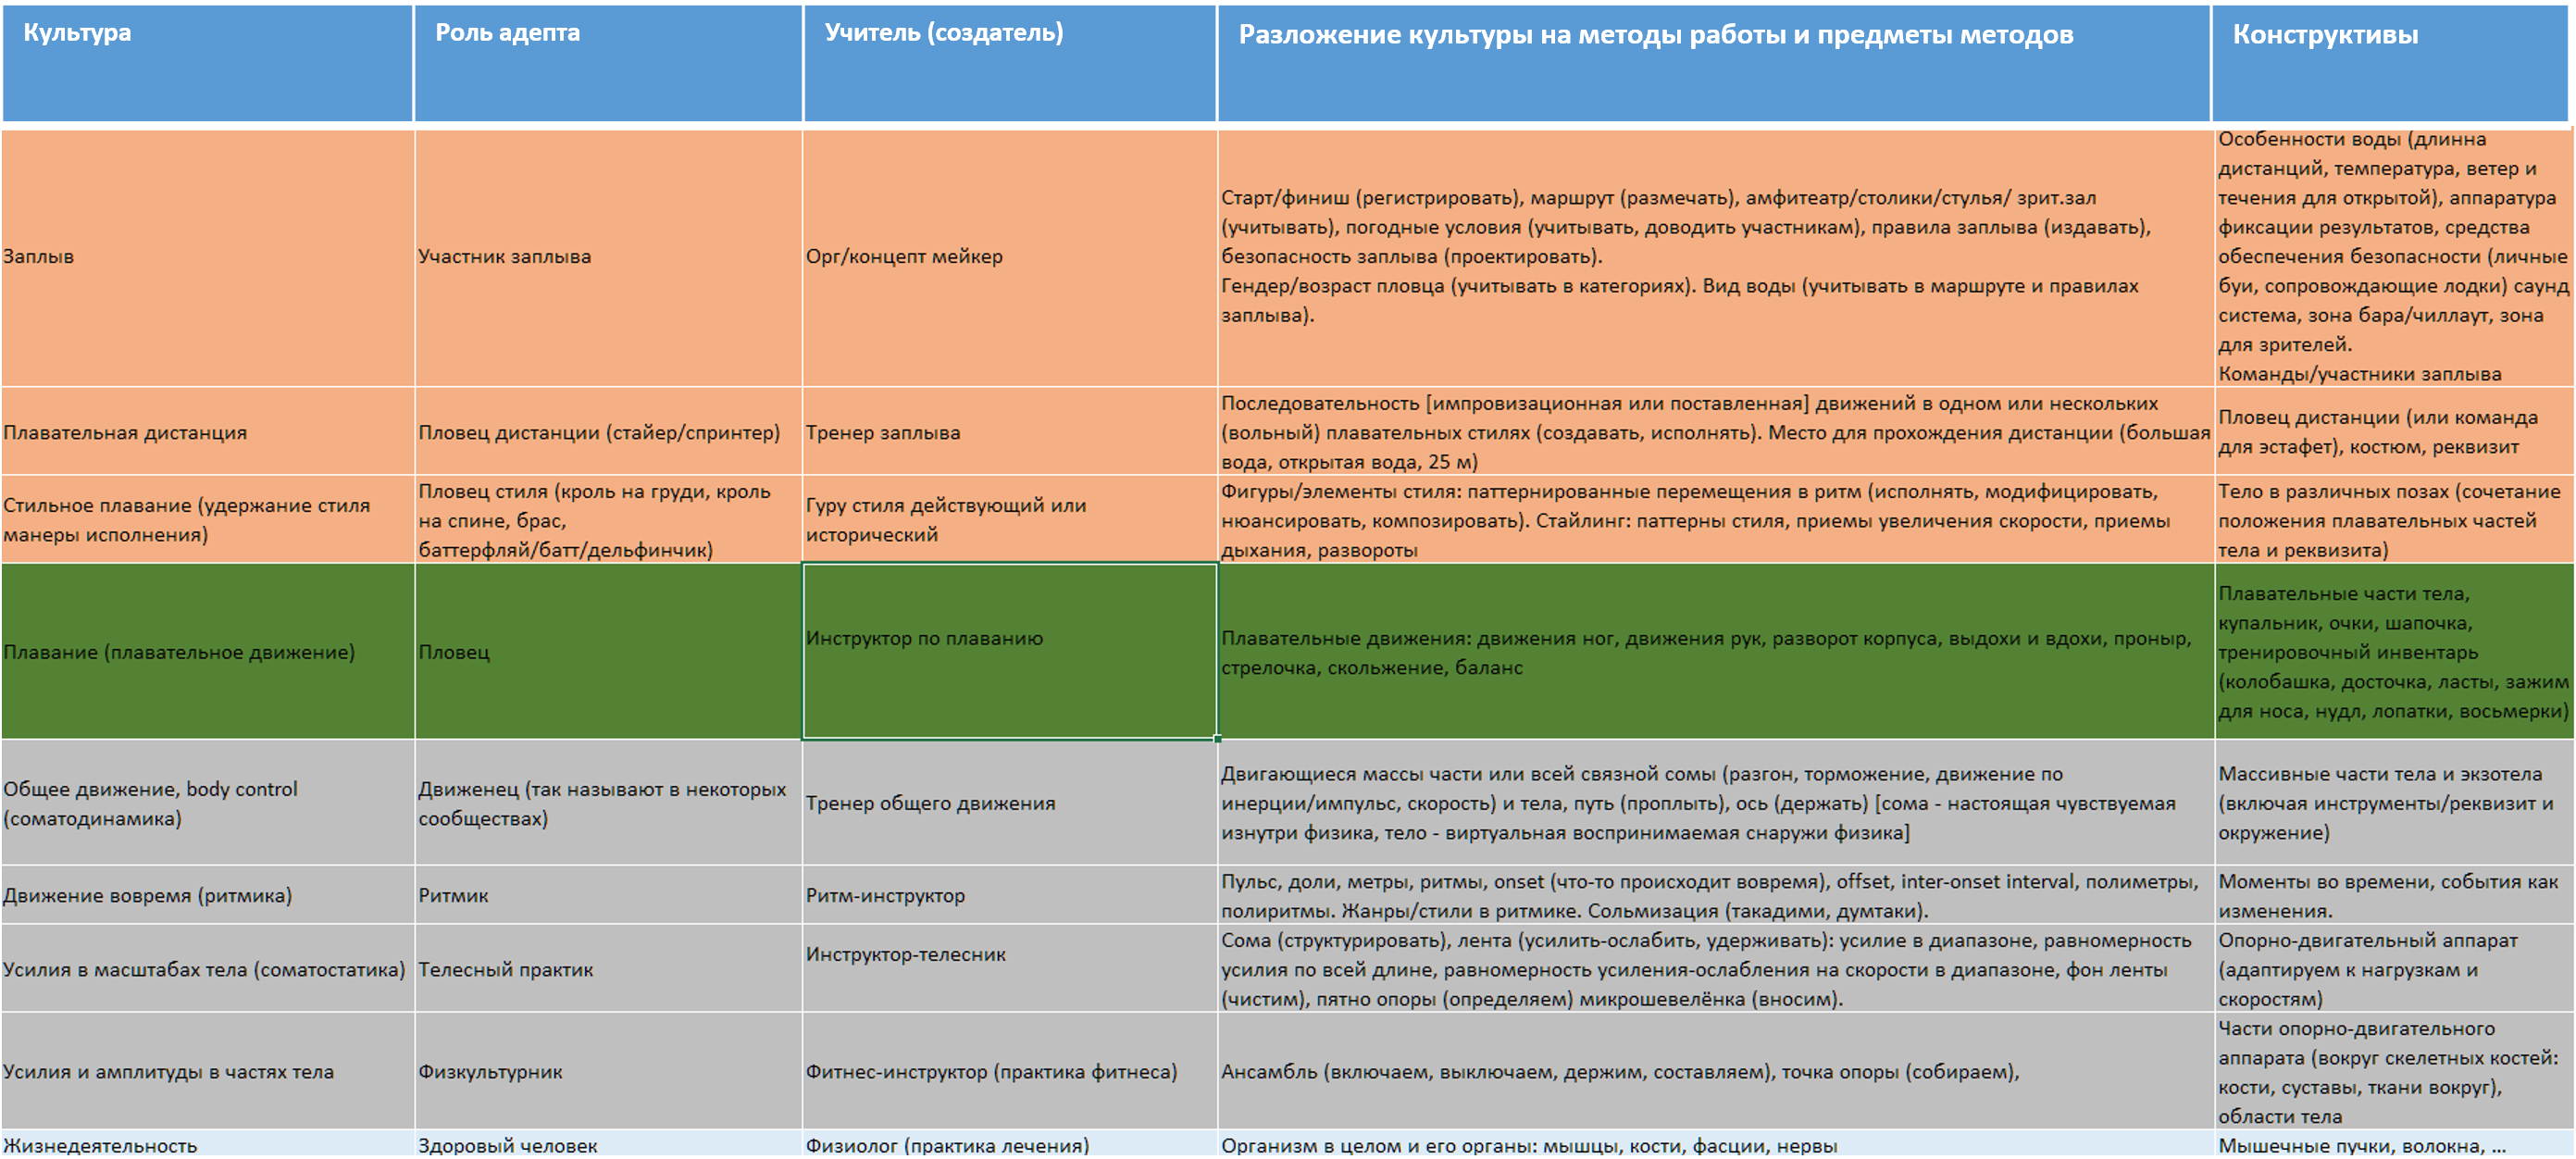 Культура
Роль адепта
Учитель (создатель)
Разложение культуры на методы работы и предметы методов
Конструктивы
Заплыв
Участник заплыва
Орг/концепт мейкер
Старт/финиш (регистрировать), маршрут (размечать), амфитеатр/столики/стулья/ зрит.зал
(учитывать), погодные условия (учитывать, доводить участникам), правила заплыва (издавать),
безопасность заплыва (проектировать).
Гендер/возраст пловца (учитывать в категориях). Вид воды (учитывать в маршруте и правилах
заплыва).
Особенности воды (длинна
дистанций, температура, ветер и
течения для открытой), аппаратура
фиксации результатов, средства
обеспечения безопасности (личные
буи, сопровождающие лодки) саунд
система, зона бара/чиллаут, зона
для зрителей.
Команды/участники заплыва
Плавательная дистанция
Пловец дистанции (стайер/спринтер)
Тренер заплыва
Последовательность [импровизационная или поставленная] движений в одном или нескольких
(вольный) плавательных стилях (создавать, исполнять). Место для прохождения дистанции (большая
вода, открытая вода, 25 м)
Пловец дистанции (или команда
для эстафет), костюм, реквизит
Стильное плавание (удержание стиля
манеры исполнения)
Пловец стиля (кроль на груди, кроль
на спине, брас,
баттерфляй/батт/дельфинчик)
Гуру стиля действующий или
исторический
Фигуры/элементы стиля: паттернированные перемещения в ритм (исполнять, модифицировать,
нюансировать, композировать). Стайлинг: паттерны стиля, приемы увеличения скорости, приемы
дыхания, развороты
Тело в различных позах (сочетание
положения плавательных частей
тела и реквизита)
Плавание (плавательное движение)
Пловец
Инструктор по плаванию
Плавательные движения: движения ног, движения рук, разворот корпуса, выдохи и вдохи, проныр,
стрелочка, скольжение, баланс
Плавательные части тела,
купальник, очки, шапочка,
тренировочный инвентарь
(колобашка, досточка, ласты, зажим
для носа, нудл, лопатки, восьмерки)
Общее движение, body control
(соматодинамика)
Движенец (так называют в некоторых
сообществах)
Тренер общего движения
Двигающиеся массы части или всей связной сомы (разгон, торможение, движение по
инерции/импульс, скорость) и тела, путь (проплыть), ось (держать) [сома - настоящая чувствуемая
изнутри физика, тело - виртуальная воспринимаемая снаружи физика]
Массивные части тела и экзотела
(включая инструменты/реквизит и
окружение)
Движение вовремя (ритмика)
Ритмик
Ритм-инструктор
Пульс, доли, метры, ритмы, onset (что-то происходит вовремя), offset, inter-onset interval, полиметры,
полиритмы. Жанры/стили в ритмике. Сольмизация (такадими, думтаки).
Моменты во времени, события как
изменения.
Усилия в масштабах тела (соматостатика)
Телесный практик
Инструктор-телесник
Сома (структурировать), лента (усилить-ослабить, удерживать): усилие в диапазоне, равномерность
усилия по всей длине, равномерность усиления-ослабления на скорости в диапазоне, фон ленты
(чистим), пятно опоры (определяем) микрошевелёнка (вносим).
Опорно-двигательный аппарат
(адаптируем к нагрузкам и
скоростям)
Усилия и амплитуды в частях тела
Физкультурник
Фитнес-инструктор (практика фитнеса)
Ансамбль (включаем, выключаем, держим, составляем), точка опоры (собираем),
Части опорно-двигательного
аппарата (вокруг скелетных костей:
кости, суставы, ткани вокруг),
области тела
Жизнедеятельность
Здоровый человек
Физиолог (практика лечения)
Организм в целом и его органы: мышцы, кости, фасции, нервы
Мышечные пучки, волокна, ...